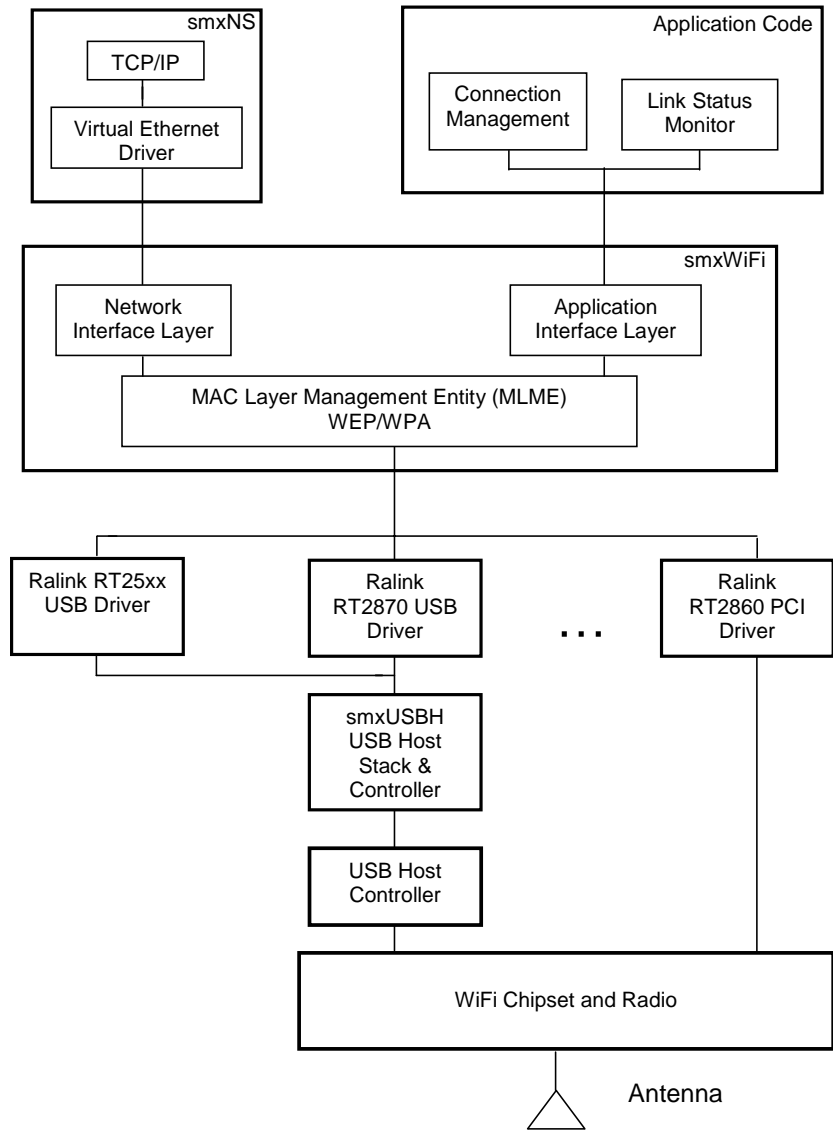 smxNS
TCP/IP
Virtual Ethernet
Driver
Application Code
Connection
Management
Link Status
Monitor
smxWiFi
Network
Interface Layer
Application
Interface Layer
MAC Layer Management Entity (MLME)
WEP/WPA
Ralink RT25xx
USB Driver
Ralink
RT2870 USB
Driver
...
Ralink
RT2860 PCI
Driver
smxUSBH
USB Host
Stack &
Controller
USB Host
Controller
WiFi Chipset and Radio
Antenna